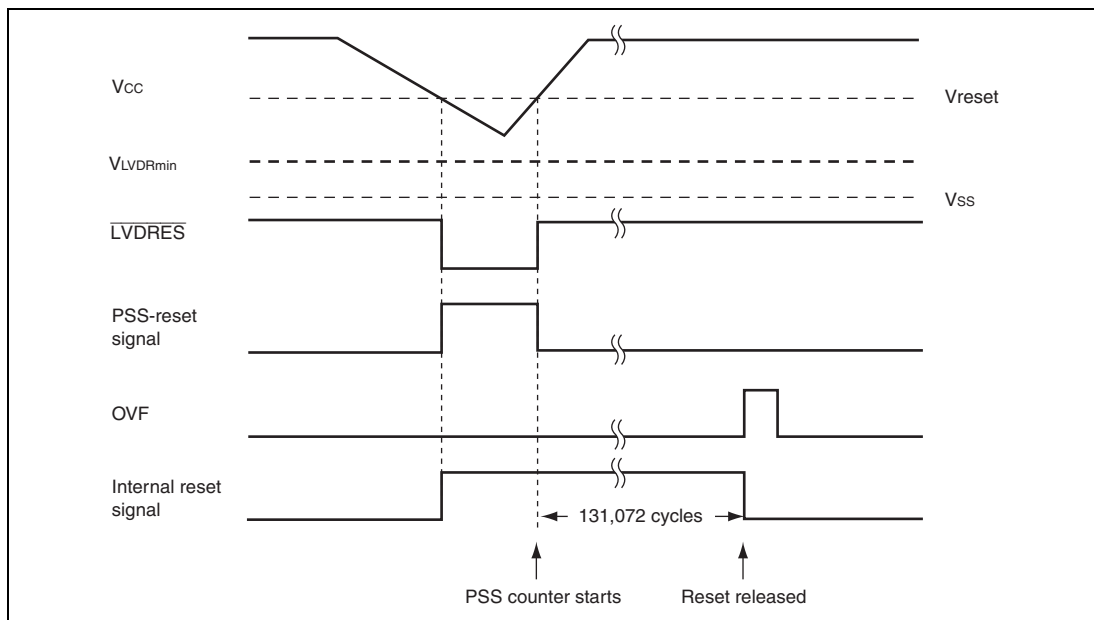 VCC
Vreset
VLVDRmin
VSS
LVDRES
PSS-reset
signal
OVF
Internal reset
signal
131,072 cycles
PSS counter starts
Reset released